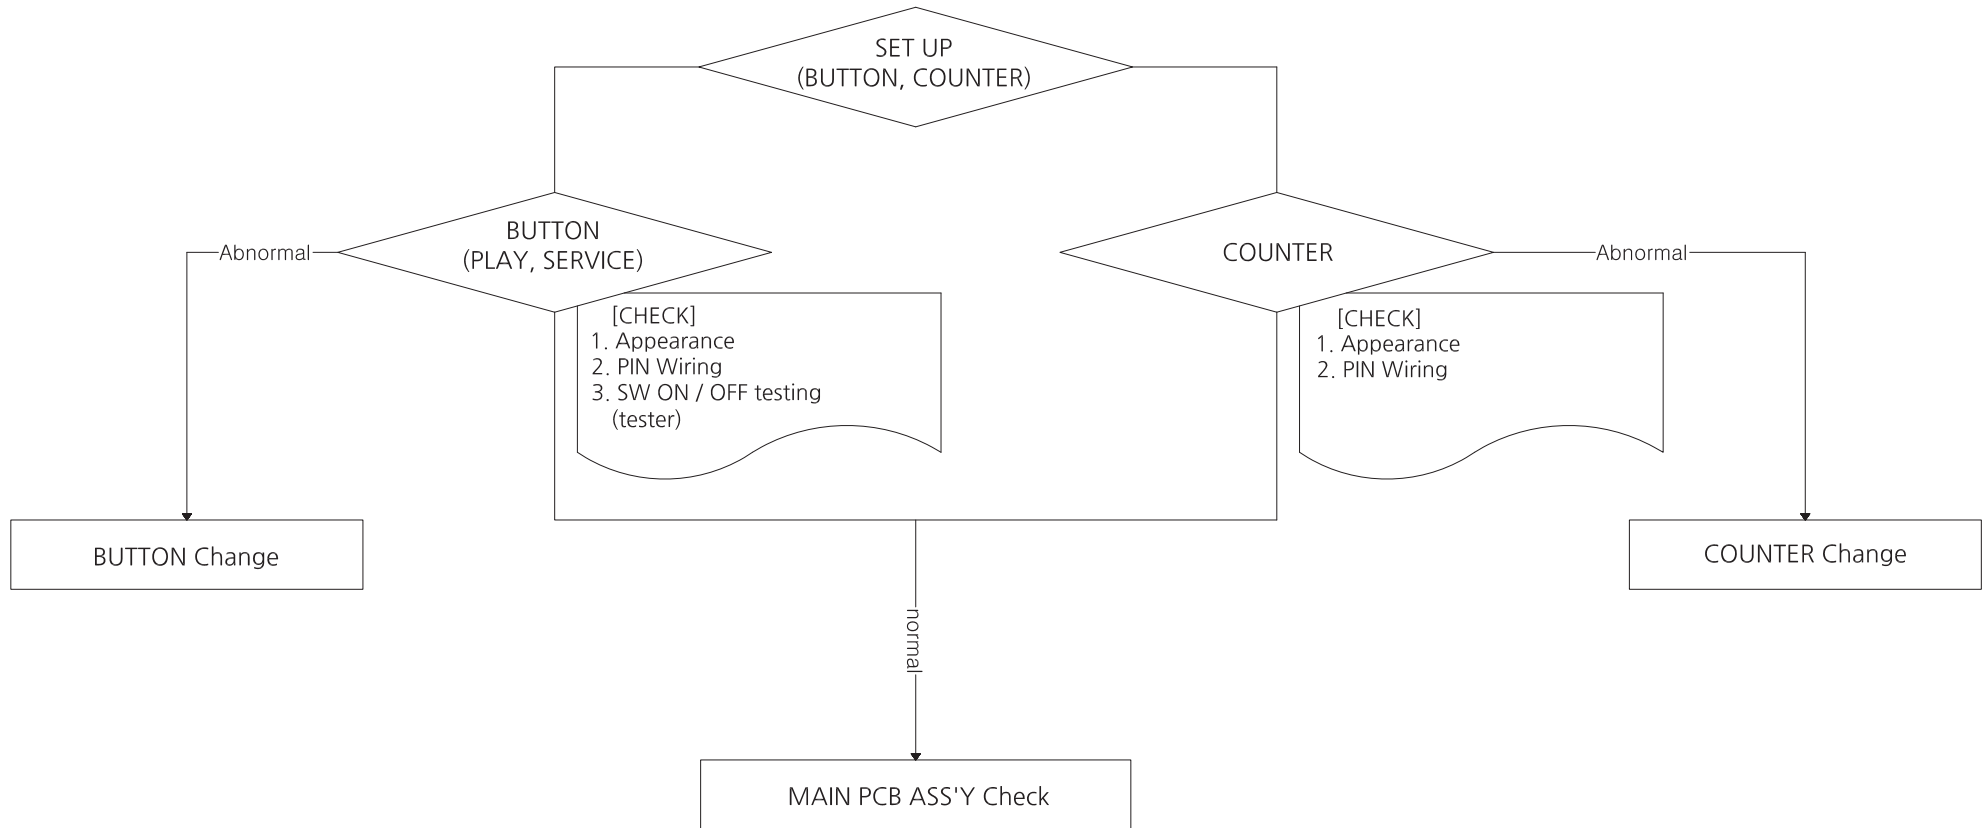 SET UP
(BUTTON, COUNTER)
BUTTON
(PLAY, SERVICE)
Abnormal
COUNTER
Abnormal
[CHECK]
1. Appearance
2. PIN Wiring
3. SW ON / OFF testing
(tester)
[CHECK]
1. Appearance
2. PIN Wiring
BUTTON Change
COUNTER Change
normal
MAIN PCB ASS'Y Check